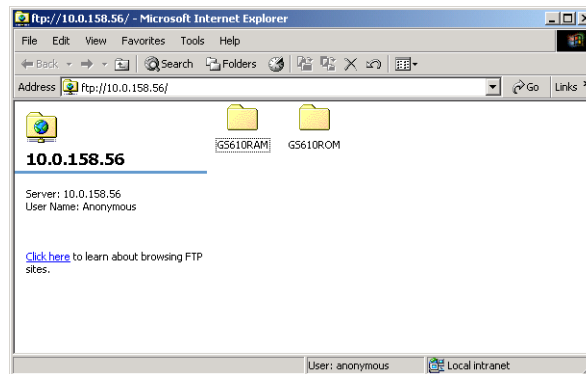 ftp://10.0.158.56/ - Microsoft Internet Explorer
File Edit View Favorites Tools Help
Back Search Folders
Address ftp://10.0.158.56/ Go Links
GS610RAM GS610ROM
10.0.158.56
Server: 10.0.158.56
User Name: Anonymous
Click here to learn about browsing FTP
sites.
User: anonymous Local intranet